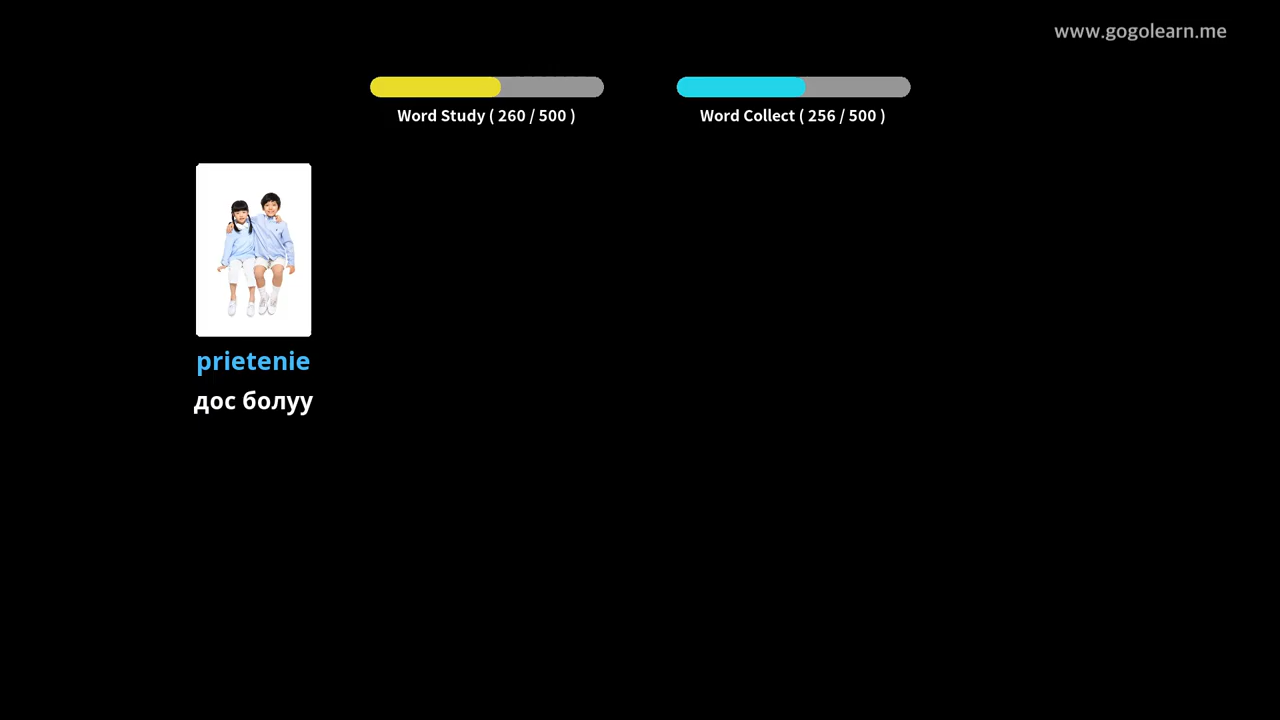 www.gogolearn.me
Word Study ( 260 / 500 )
Word Collect ( 256 / 500 )
prietenie
дос болуу